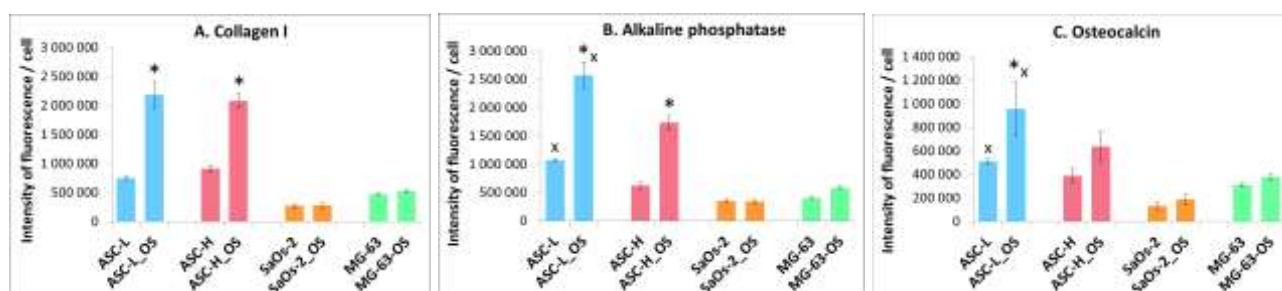 A. Collagen I
Intensity of fluorescence / cell
3 000 000
2 500 000
2 000 000
1 500 000
1 000 000
500 000
0
*
*
ASC-L
ASC-L_OS
ASC-H
ASC-H_OS
SaOs-2
SaOs-2_OS
MG-63
MG-63-OS
B. Alkaline phosphatase
Intensity of fluorescence / cell
3 000 000
2 500 000
2 000 000
1 500 000
1 000 000
500 000
0
x
* x
*
ASC-L
ASC-L_OS
ASC-H
ASC-H_OS
SaOs-2
SaOs-2_OS
MG-63
MG-63-OS
C. Osteocalcin
Intensity of fluorescence / cell
1 400 000
1 200 000
1 000 000
800 000
600 000
400 000
200 000
0
x
* x
ASC-L
ASC-L_OS
ASC-H
ASC-H_OS
SaOs-2
SaOs-2_OS
MG-63
MG-63-OS